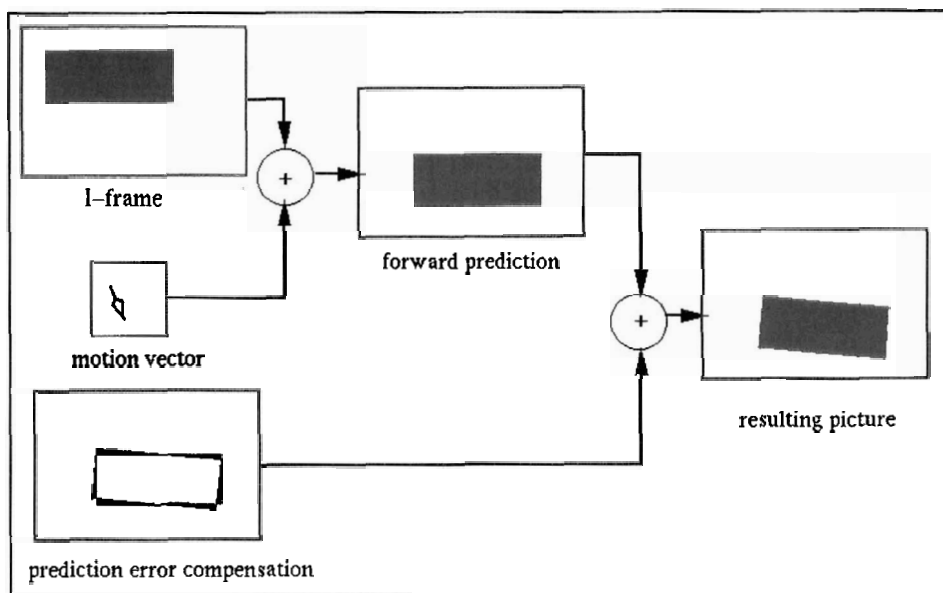 I-frame
+
forward prediction
motion vector
+
resulting picture
prediction error compensation